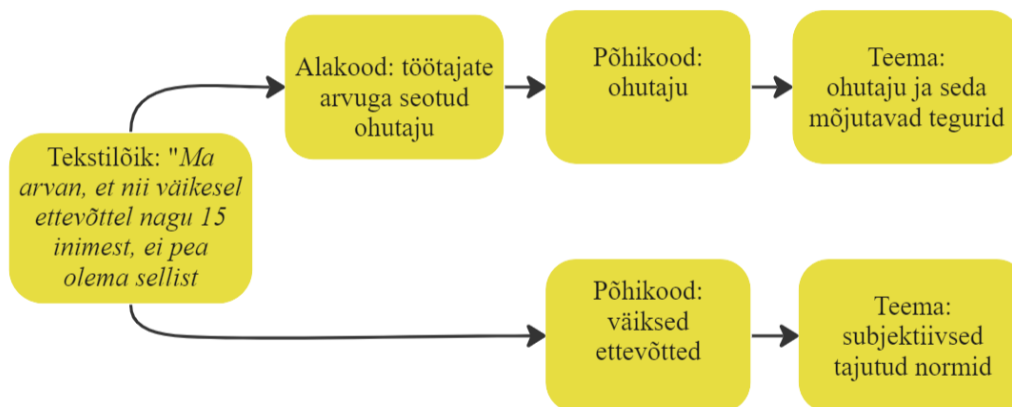 Tekstilõik: "Ma
arvan, et nii väikesel
ettevõttel nagu 15
inimest, ei pea
olema sellist
Alakood: töötajate
arvuga seotud
ohutaju
Põhikood:
ohutaju
Teema:
ohutaju ja seda
mõjutavad tegurid
Põhikood:
väiksed
ettevõtted
Teema:
subjektiivsed
tajutud normid